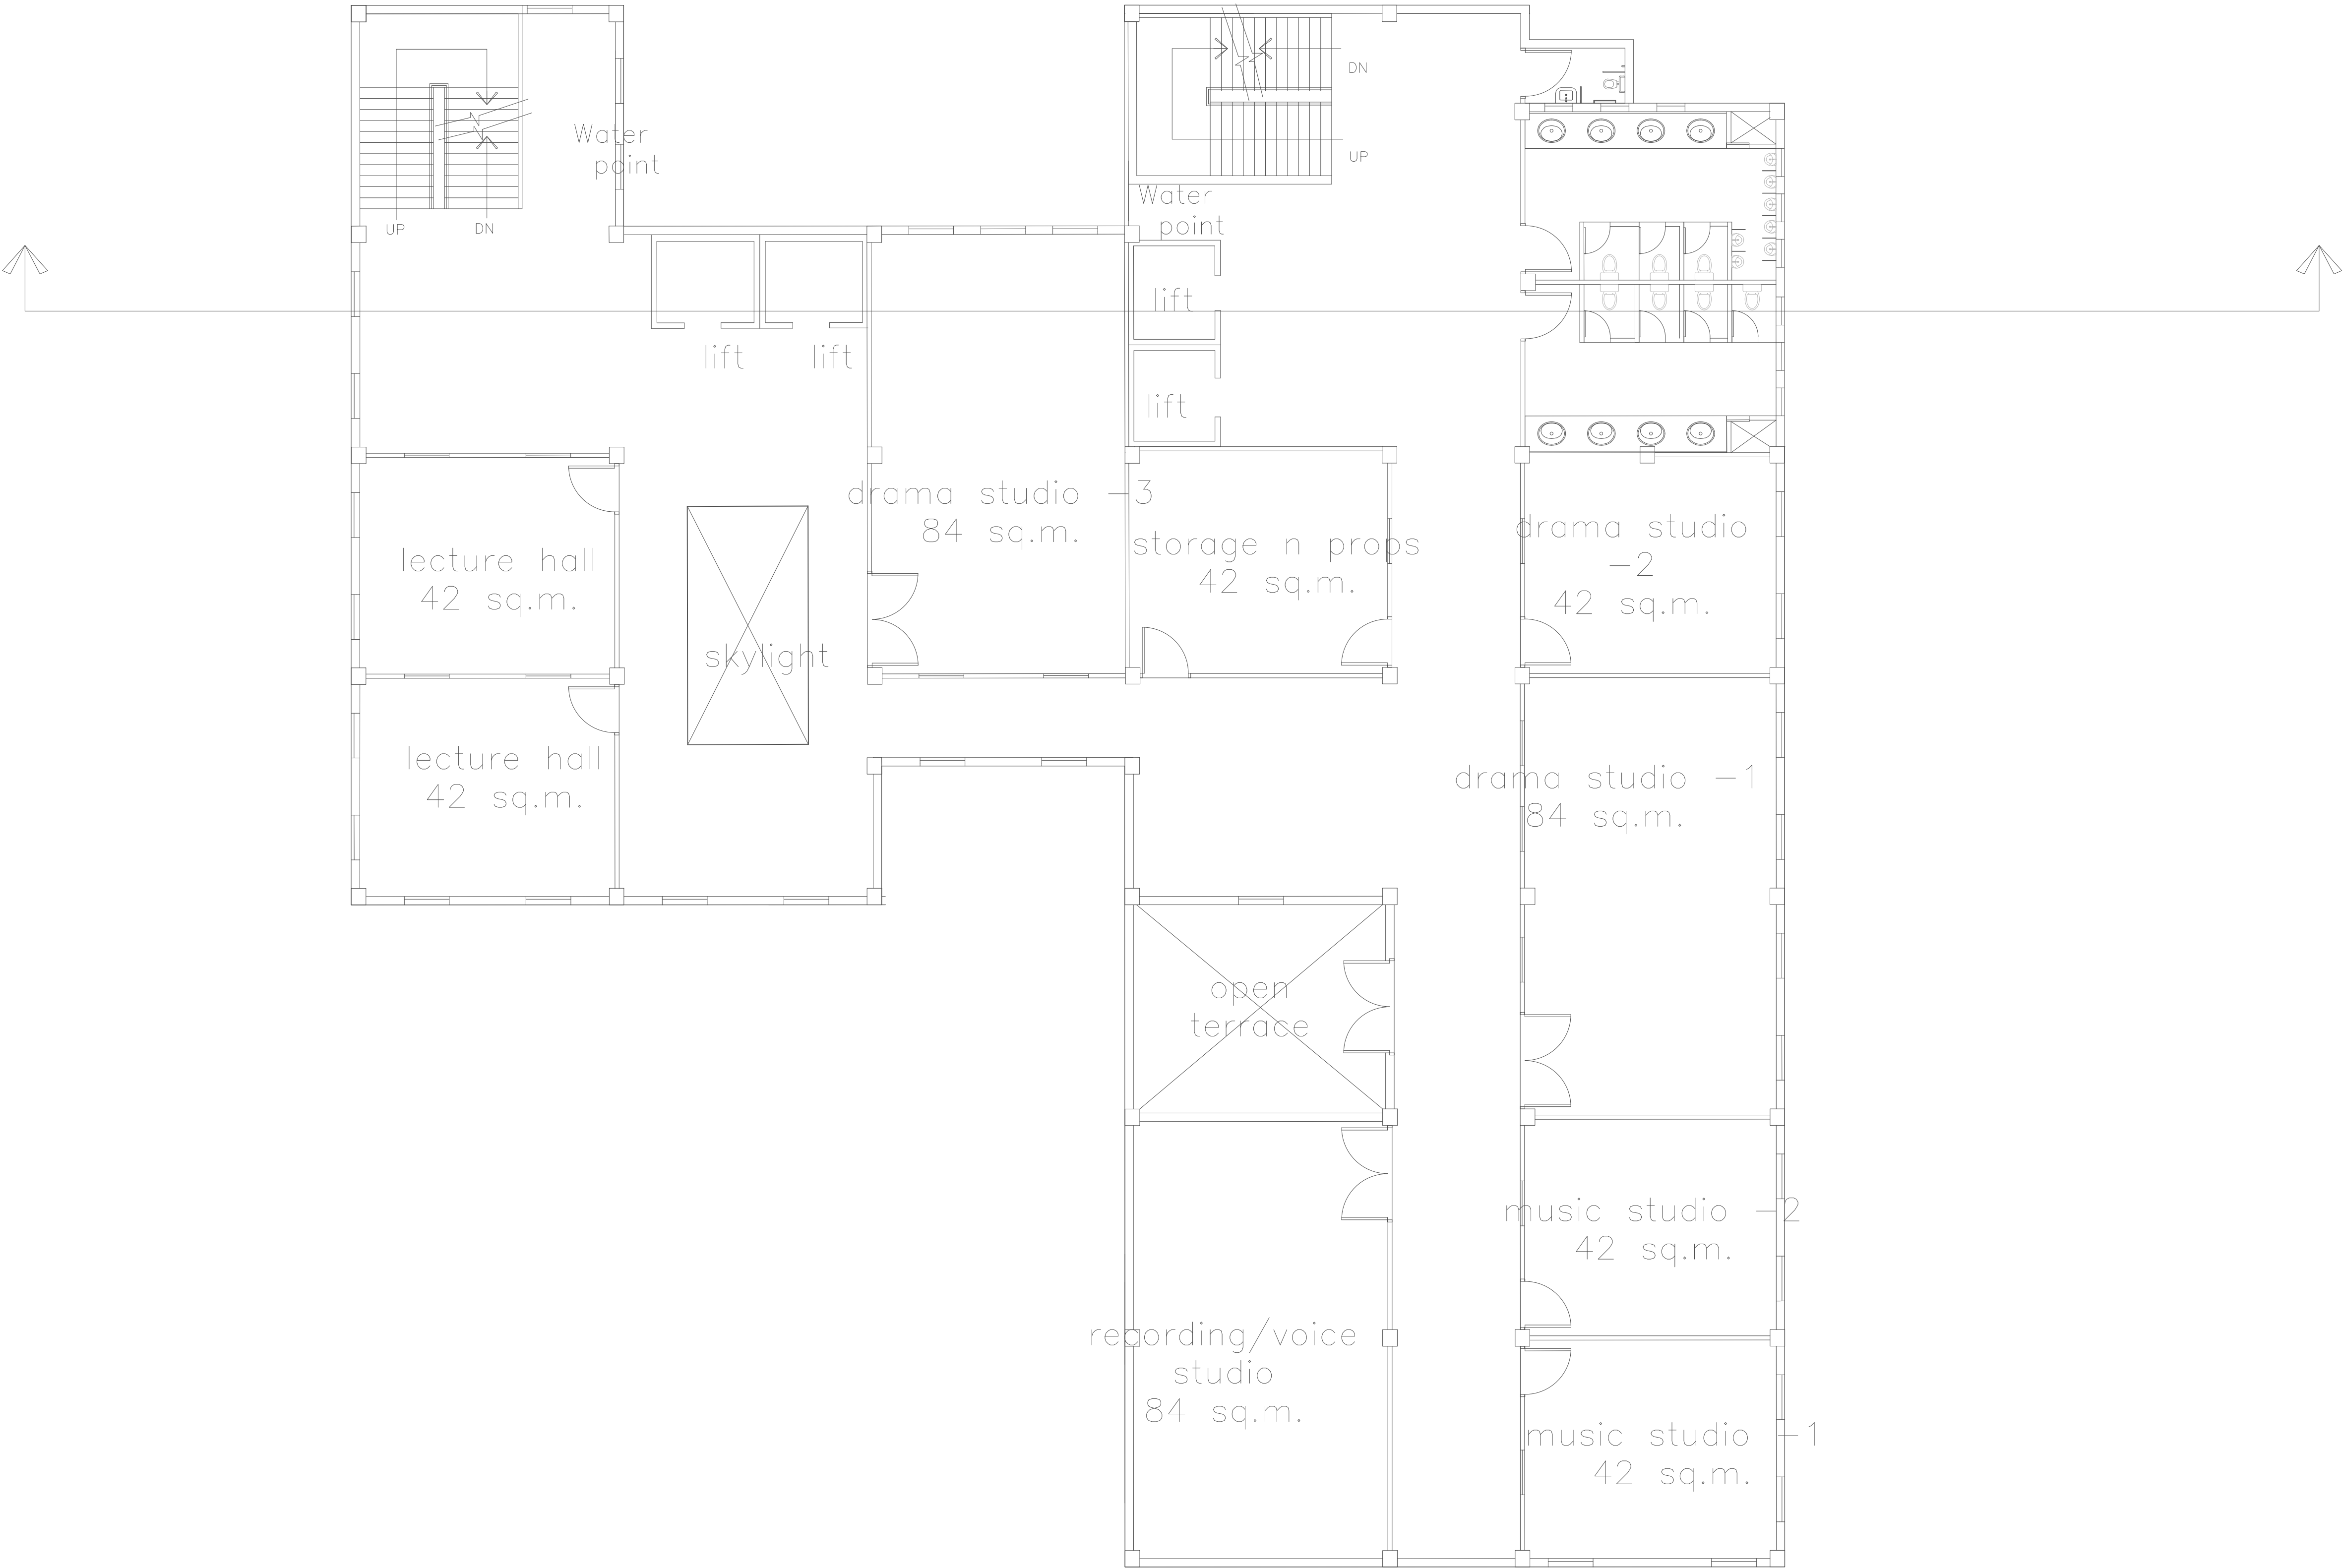 DN
Water
point
UP
UP
DN
Water
point
lift
lift
lift
lift
drama studio -3
84 sq.m.
storage n props
42 sq.m.
drama studio
-2
42 sq.m.
lecture hall
42 sq.m.
skylight
lecture hall
42 sq.m.
drama studio -1
84 sq.m.
open
terrace
music studio -2
42 sq.m.
recording/voice
studio
84 sq.m.
music studio -1
42 sq.m.